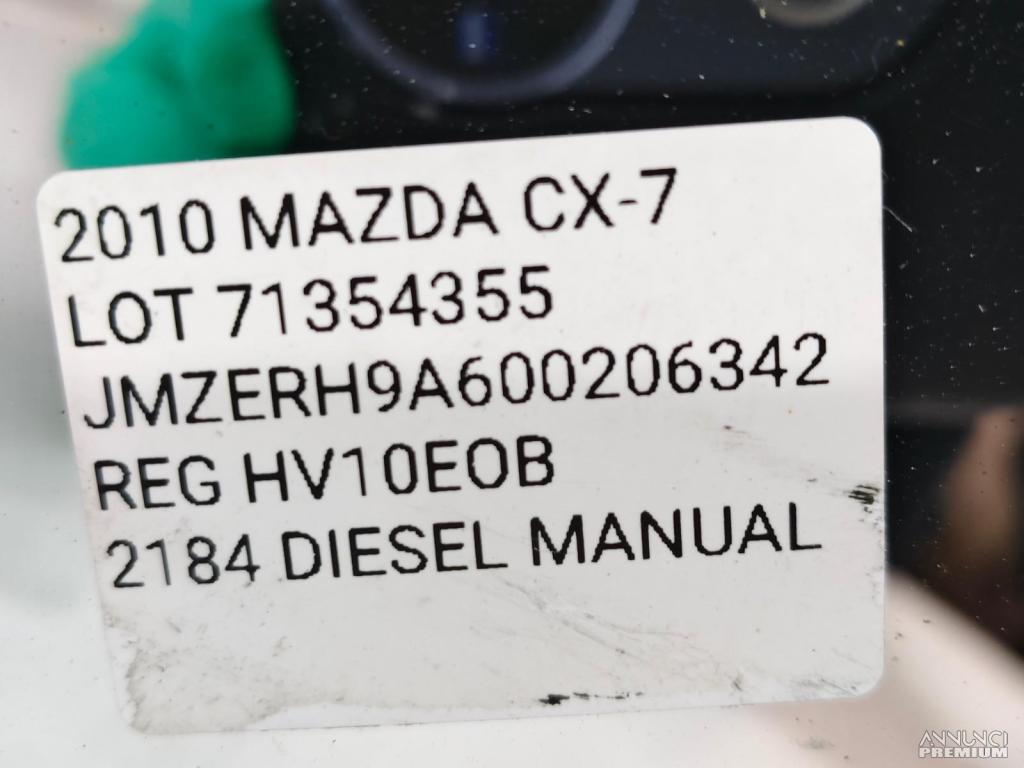 2010 MAZDA CX-7
LOT 71354355
JMZERH9A600206342
REG HV10EOB
2184 DIESEL MANUAL
ANNUNCI
PREMIUM